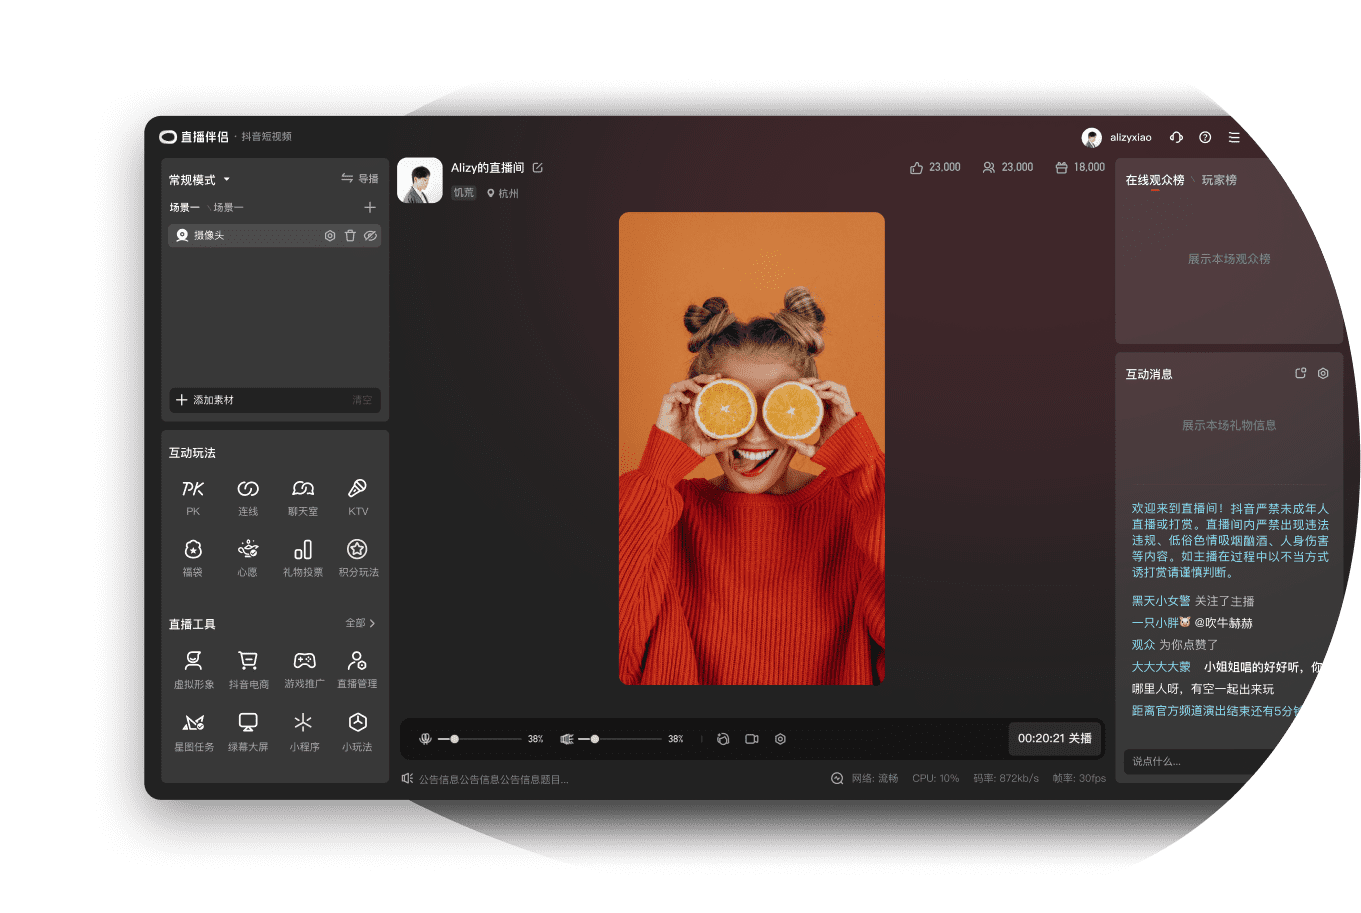 直播伴侣 · 抖音短视频
alizyxiao
常规模式
导播
场景一 \ 场景一
摄像头
添加素材
清空
互动玩法
PK
PK 连线 聊天室 KTV
福袋 心愿 礼物投票 积分玩法
直播工具
全部
虚拟形象 抖音电商 游戏推广 直播管理
星图任务 绿幕大屏 小程序 小玩法
Alizy的直播间
饥荒 杭州
23,000 23,000 18,000
38% 38%
00:20:21 关播
公告信息公告信息公告信息题目...
网络: 流畅 CPU: 10% 码率: 872kb/s 帧率: 30fps
在线观众榜 \ 玩家榜
展示本场观众榜
互动消息
展示本场礼物信息
欢迎来到直播间！抖音严禁未成年人
直播或打赏。直播间内严禁出现违法
违规、低俗色情吸烟酗酒、人身伤害
等内容。如主播在过程中以不当方式
诱打赏请谨慎判断。
黑天小女警 关注了主播
一只小胖🐮 @吹牛赫赫
观众 为你点赞了
大大大大蒙 小姐姐唱的好好听，你
哪里人呀，有空一起出来玩
距离官方频道演出结束还有5分
说点什么...